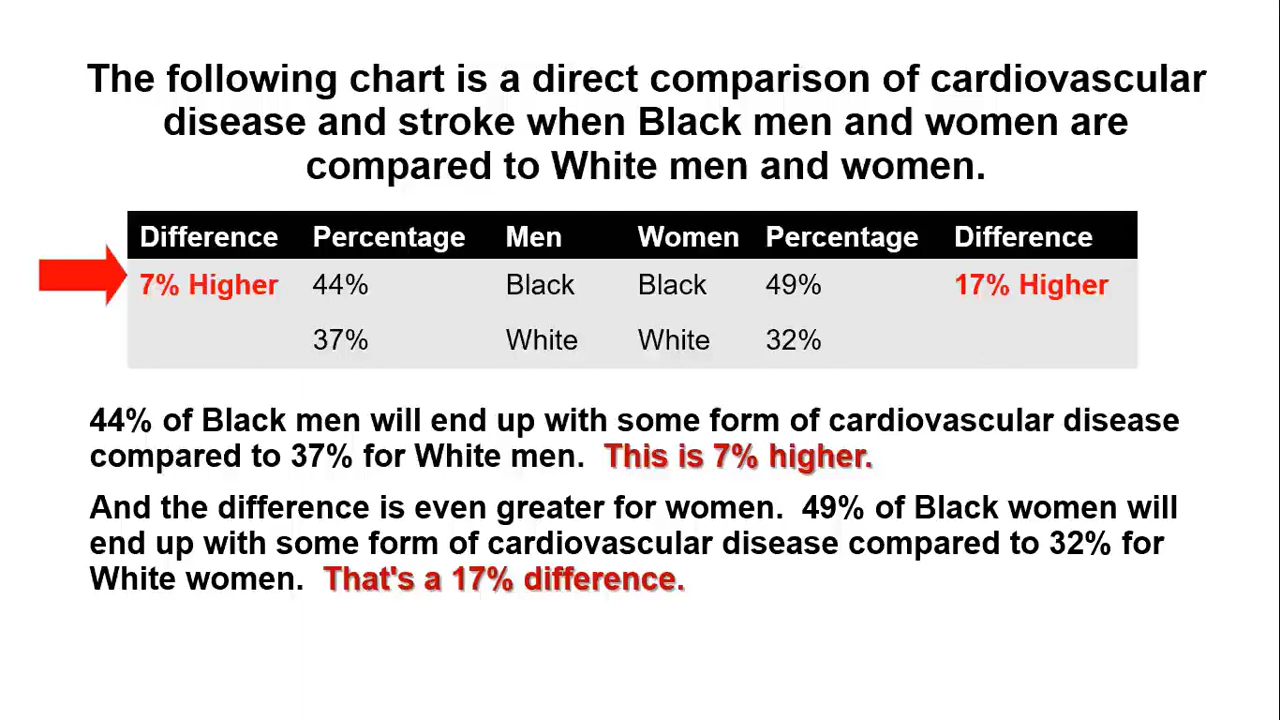 The following chart is a direct comparison of cardiovascular
disease and stroke when Black men and women are
compared to White men and women.
Difference Percentage Men Women Percentage Difference
7% Higher 44% Black Black 49% 17% Higher
37% White White 32%
44% of Black men will end up with some form of cardiovascular disease
compared to 37% for White men. This is 7% higher.
And the difference is even greater for women. 49% of Black women will
end up with some form of cardiovascular disease compared to 32% for
White women. That's a 17% difference.